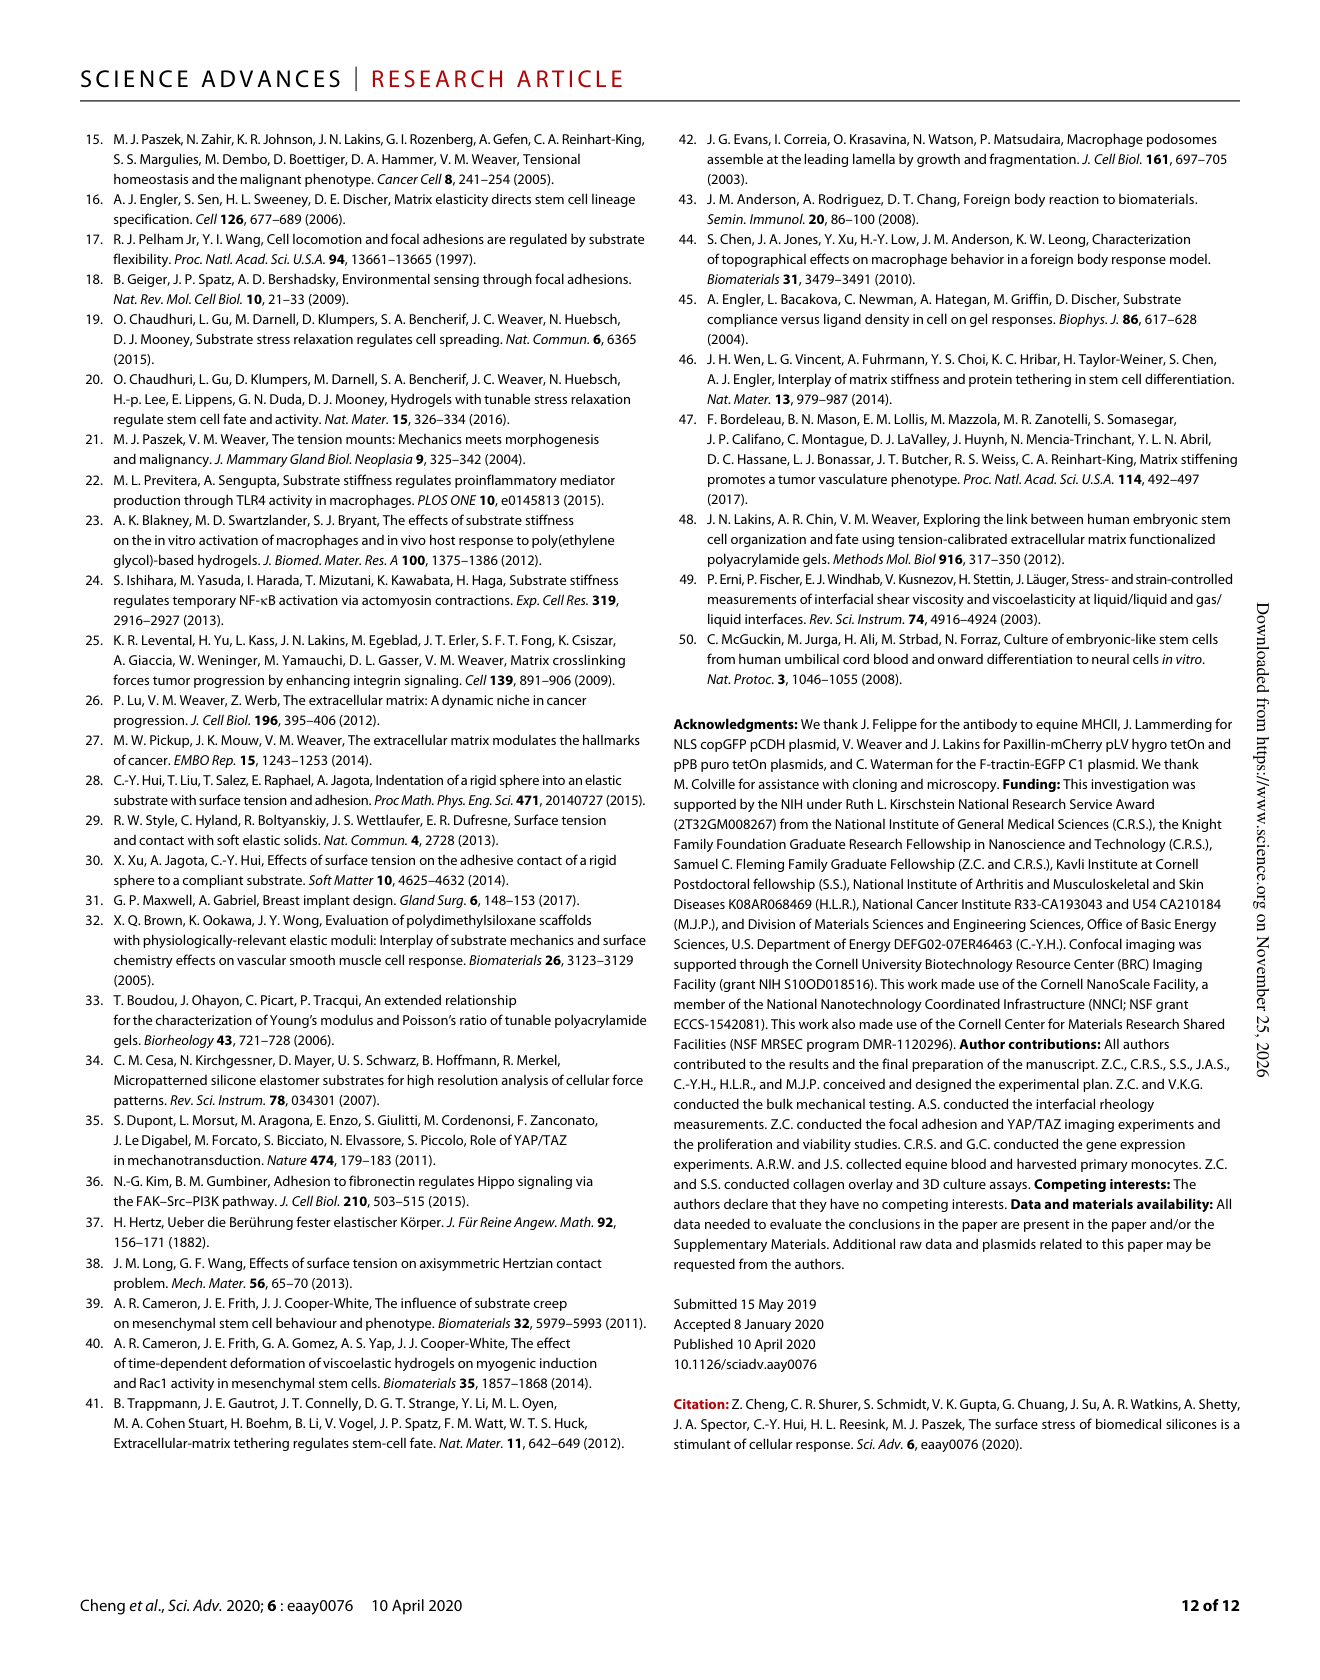 SCIENCE ADVANCES | RESEARCH ARTICLE
15. M. J. Paszek, N. Zahir, K. R. Johnson, J. N. Lakins, G. I. Rozenberg, A. Gefen, C. A. Reinhart-King,
S. S. Margulies, M. Dembo, D. Boettiger, D. A. Hammer, V. M. Weaver, Tensional
homeostasis and the malignant phenotype. Cancer Cell 8, 241–254 (2005).
16. A. J. Engler, S. Sen, H. L. Sweeney, D. E. Discher, Matrix elasticity directs stem cell lineage
specification. Cell 126, 677–689 (2006).
17. R. J. Pelham Jr, Y. I. Wang, Cell locomotion and focal adhesions are regulated by substrate
flexibility. Proc. Natl. Acad. Sci. U.S.A. 94, 13661–13665 (1997).
18. B. Geiger, J. P. Spatz, A. D. Bershadsky, Environmental sensing through focal adhesions.
Nat. Rev. Mol. Cell Biol. 10, 21–33 (2009).
19. O. Chaudhuri, L. Gu, M. Darnell, D. Klumpers, S. A. Bencherif, J. C. Weaver, N. Huebsch,
D. J. Mooney, Substrate stress relaxation regulates cell spreading. Nat. Commun. 6, 6365
(2015).
20. O. Chaudhuri, L. Gu, D. Klumpers, M. Darnell, S. A. Bencherif, J. C. Weaver, N. Huebsch,
H.-p. Lee, E. Lippens, G. N. Duda, D. J. Mooney, Hydrogels with tunable stress relaxation
regulate stem cell fate and activity. Nat. Mater. 15, 326–334 (2016).
21. M. J. Paszek, V. M. Weaver, The tension mounts: Mechanics meets morphogenesis
and malignancy. J. Mammary Gland Biol. Neoplasia 9, 325–342 (2004).
22. M. L. Previtera, A. Sengupta, Substrate stiffness regulates proinflammatory mediator
production through TLR4 activity in macrophages. PLOS ONE 10, e0145813 (2015).
23. A. K. Blakney, M. D. Swartzlander, S. J. Bryant, The effects of substrate stiffness
on the in vitro activation of macrophages and in vivo host response to poly(ethylene
glycol)-based hydrogels. J. Biomed. Mater. Res. A 100, 1375–1386 (2012).
24. S. Ishihara, M. Yasuda, I. Harada, T. Mizutani, K. Kawabata, H. Haga, Substrate stiffness
regulates temporary NF-κB activation via actomyosin contractions. Exp. Cell Res. 319,
2916–2927 (2013).
25. K. R. Levental, H. Yu, L. Kass, J. N. Lakins, M. Egeblad, J. T. Erler, S. F. T. Fong, K. Csiszar,
A. Giaccia, W. Weninger, M. Yamauchi, D. L. Gasser, V. M. Weaver, Matrix crosslinking
forces tumor progression by enhancing integrin signaling. Cell 139, 891–906 (2009).
26. P. Lu, V. M. Weaver, Z. Werb, The extracellular matrix: A dynamic niche in cancer
progression. J. Cell Biol. 196, 395–406 (2012).
27. M. W. Pickup, J. K. Mouw, V. M. Weaver, The extracellular matrix modulates the hallmarks
of cancer. EMBO Rep. 15, 1243–1253 (2014).
28. C.-Y. Hui, T. Liu, T. Salez, E. Raphael, A. Jagota, Indentation of a rigid sphere into an elastic
substrate with surface tension and adhesion. Proc Math. Phys. Eng. Sci. 471, 20140727 (2015).
29. R. W. Style, C. Hyland, R. Boltyanskiy, J. S. Wettlaufer, E. R. Dufresne, Surface tension
and contact with soft elastic solids. Nat. Commun. 4, 2728 (2013).
30. X. Xu, A. Jagota, C.-Y. Hui, Effects of surface tension on the adhesive contact of a rigid
sphere to a compliant substrate. Soft Matter 10, 4625–4632 (2014).
31. G. P. Maxwell, A. Gabriel, Breast implant design. Gland Surg. 6, 148–153 (2017).
32. X. Q. Brown, K. Ookawa, J. Y. Wong, Evaluation of polydimethylsiloxane scaffolds
with physiologically-relevant elastic moduli: Interplay of substrate mechanics and surface
chemistry effects on vascular smooth muscle cell response. Biomaterials 26, 3123–3129
(2005).
33. T. Boudou, J. Ohayon, C. Picart, P. Tracqui, An extended relationship
for the characterization of Young's modulus and Poisson's ratio of tunable polyacrylamide
gels. Biorheology 43, 721–728 (2006).
34. C. M. Cesa, N. Kirchgessner, D. Mayer, U. S. Schwarz, B. Hoffmann, R. Merkel,
Micropatterned silicone elastomer substrates for high resolution analysis of cellular force
patterns. Rev. Sci. Instrum. 78, 034301 (2007).
35. S. Dupont, L. Morsut, M. Aragona, E. Enzo, S. Giulitti, M. Cordenonsi, F. Zanconato,
J. Le Digabel, M. Forcato, S. Bicciato, N. Elvassore, S. Piccolo, Role of YAP/TAZ
in mechanotransduction. Nature 474, 179–183 (2011).
36. N.-G. Kim, B. M. Gumbiner, Adhesion to fibronectin regulates Hippo signaling via
the FAK–Src–PI3K pathway. J. Cell Biol. 210, 503–515 (2015).
37. H. Hertz, Ueber die Berührung fester elastischer Körper. J. Für Reine Angew. Math. 92,
156–171 (1882).
38. J. M. Long, G. F. Wang, Effects of surface tension on axisymmetric Hertzian contact
problem. Mech. Mater. 56, 65–70 (2013).
39. A. R. Cameron, J. E. Frith, J. J. Cooper-White, The influence of substrate creep
on mesenchymal stem cell behaviour and phenotype. Biomaterials 32, 5979–5993 (2011).
40. A. R. Cameron, J. E. Frith, G. A. Gomez, A. S. Yap, J. J. Cooper-White, The effect
of time-dependent deformation of viscoelastic hydrogels on myogenic induction
and Rac1 activity in mesenchymal stem cells. Biomaterials 35, 1857–1868 (2014).
41. B. Trappmann, J. E. Gautrot, J. T. Connelly, D. G. T. Strange, Y. Li, M. L. Oyen,
M. A. Cohen Stuart, H. Boehm, B. Li, V. Vogel, J. P. Spatz, F. M. Watt, W. T. S. Huck,
Extracellular-matrix tethering regulates stem-cell fate. Nat. Mater. 11, 642–649 (2012).
42. J. G. Evans, I. Correia, O. Krasavina, N. Watson, P. Matsudaira, Macrophage podosomes
assemble at the leading lamella by growth and fragmentation. J. Cell Biol. 161, 697–705
(2003).
43. J. M. Anderson, A. Rodriguez, D. T. Chang, Foreign body reaction to biomaterials.
Semin. Immunol. 20, 86–100 (2008).
44. S. Chen, J. A. Jones, Y. Xu, H.-Y. Low, J. M. Anderson, K. W. Leong, Characterization
of topographical effects on macrophage behavior in a foreign body response model.
Biomaterials 31, 3479–3491 (2010).
45. A. Engler, L. Bacakova, C. Newman, A. Hategan, M. Griffin, D. Discher, Substrate
compliance versus ligand density in cell on gel responses. Biophys. J. 86, 617–628
(2004).
46. J. H. Wen, L. G. Vincent, A. Fuhrmann, Y. S. Choi, K. C. Hribar, H. Taylor-Weiner, S. Chen,
A. J. Engler, Interplay of matrix stiffness and protein tethering in stem cell differentiation.
Nat. Mater. 13, 979–987 (2014).
47. F. Bordeleau, B. N. Mason, E. M. Lollis, M. Mazzola, M. R. Zanotelli, S. Somasegar,
J. P. Califano, C. Montague, D. J. LaValley, J. Huynh, N. Mencia-Trinchant, Y. L. N. Abril,
D. C. Hassane, L. J. Bonassar, J. T. Butcher, R. S. Weiss, C. A. Reinhart-King, Matrix stiffening
promotes a tumor vasculature phenotype. Proc. Natl. Acad. Sci. U.S.A. 114, 492–497
(2017).
48. J. N. Lakins, A. R. Chin, V. M. Weaver, Exploring the link between human embryonic stem
cell organization and fate using tension-calibrated extracellular matrix functionalized
polyacrylamide gels. Methods Mol. Biol 916, 317–350 (2012).
49. P. Erni, P. Fischer, E. J. Windhab, V. Kusnezov, H. Stettin, J. Läuger, Stress- and strain-controlled
measurements of interfacial shear viscosity and viscoelasticity at liquid/liquid and gas/
liquid interfaces. Rev. Sci. Instrum. 74, 4916–4924 (2003).
50. C. McGuckin, M. Jurga, H. Ali, M. Strbad, N. Forraz, Culture of embryonic-like stem cells
from human umbilical cord blood and onward differentiation to neural cells in vitro.
Nat. Protoc. 3, 1046–1055 (2008).
Acknowledgments: We thank J. Felippe for the antibody to equine MHCII, J. Lammerding for
NLS copGFP pCDH plasmid, V. Weaver and J. Lakins for Paxillin-mCherry pLV hygro tetOn and
pPB puro tetOn plasmids, and C. Waterman for the F-tractin-EGFP C1 plasmid. We thank
M. Colville for assistance with cloning and microscopy. Funding: This investigation was
supported by the NIH under Ruth L. Kirschstein National Research Service Award
(2T32GM008267) from the National Institute of General Medical Sciences (C.R.S.), the Knight
Family Foundation Graduate Research Fellowship in Nanoscience and Technology (C.R.S.),
Samuel C. Fleming Family Graduate Fellowship (Z.C. and C.R.S.), Kavli Institute at Cornell
Postdoctoral fellowship (S.S.), National Institute of Arthritis and Musculoskeletal and Skin
Diseases K08AR068469 (H.L.R.), National Cancer Institute R33-CA193043 and U54 CA210184
(M.J.P.), and Division of Materials Sciences and Engineering Sciences, Office of Basic Energy
Sciences, U.S. Department of Energy DEFG02-07ER46463 (C.-Y.H.). Confocal imaging was
supported through the Cornell University Biotechnology Resource Center (BRC) Imaging
Facility (grant NIH S10OD018516). This work made use of the Cornell NanoScale Facility, a
member of the National Nanotechnology Coordinated Infrastructure (NNCI; NSF grant
ECCS-1542081). This work also made use of the Cornell Center for Materials Research Shared
Facilities (NSF MRSEC program DMR-1120296). Author contributions: All authors
contributed to the results and the final preparation of the manuscript. Z.C., C.R.S., S.S., J.A.S.,
C.-Y.H., H.L.R., and M.J.P. conceived and designed the experimental plan. Z.C. and V.K.G.
conducted the bulk mechanical testing. A.S. conducted the interfacial rheology
measurements. Z.C. conducted the focal adhesion and YAP/TAZ imaging experiments and
the proliferation and viability studies. C.R.S. and G.C. conducted the gene expression
experiments. A.R.W. and J.S. collected equine blood and harvested primary monocytes. Z.C.
and S.S. conducted collagen overlay and 3D culture assays. Competing interests: The
authors declare that they have no competing interests. Data and materials availability: All
data needed to evaluate the conclusions in the paper are present in the paper and/or the
Supplementary Materials. Additional raw data and plasmids related to this paper may be
requested from the authors.
Submitted 15 May 2019
Accepted 8 January 2020
Published 10 April 2020
10.1126/sciadv.aay0076
Citation: Z. Cheng, C. R. Shurer, S. Schmidt, V. K. Gupta, G. Chuang, J. Su, A. R. Watkins, A. Shetty,
J. A. Spector, C.-Y. Hui, H. L. Reesink, M. J. Paszek, The surface stress of biomedical silicones is a
stimulant of cellular response. Sci. Adv. 6, eaay0076 (2020).
Downloaded from https://www.science.org on November 25, 2026
Cheng et al., Sci. Adv. 2020; 6 : eaay0076 10 April 2020
12 of 12